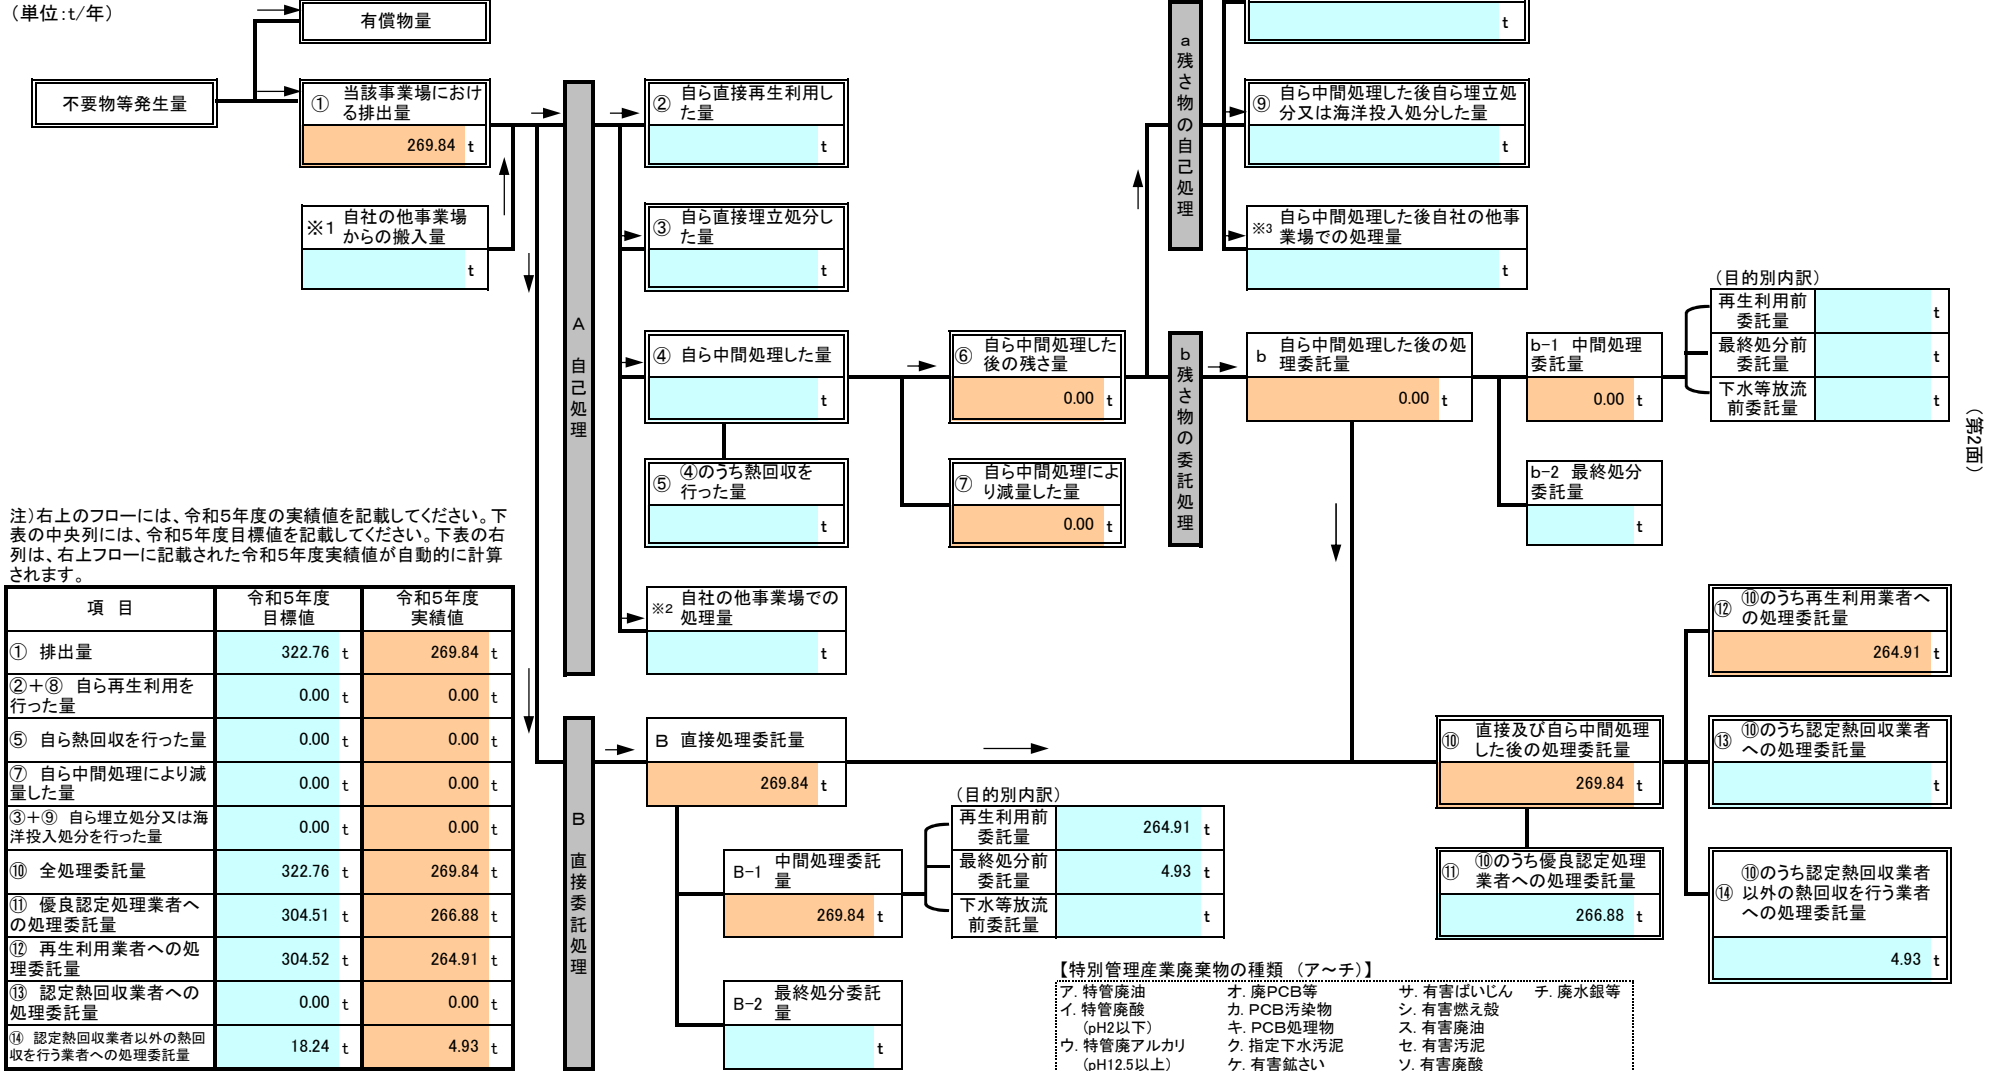 （単位：t/年）
有償物量
t
不要物等発生量
① 当該事業場におけ
る排出量
269.84 t
※1 自社の他事業場
からの搬入量
t
A 自己処理
② 自ら直接再生利用し
た量
t
③ 自ら直接埋立処分し
た量
t
④ 自ら中間処理した量
t
⑤ ④のうち熱回収を
行った量
t
※2 自社の他事業場での
処理量
t
⑥ 自ら中間処理した
後の残さ量
0.00 t
⑦ 自ら中間処理によ
り減量した量
0.00 t
a 残さ物の自己処理
⑨ 自ら中間処理した後自ら埋立処
分又は海洋投入処分した量
t
※3 自ら中間処理した後自社の他事
業場での処理量
t
b 残さ物の委託処理
b 自ら中間処理した後の処
理委託量
0.00 t
b-1 中間処理
委託量
0.00 t
b-2 最終処分
委託量
t
（目的別内訳）
再生利用前
委託量
t
最終処分前
委託量
t
下水等放流
前委託量
t
（第2面）
注）右上のフローには、令和５年度の実績値を記載してください。下
表の中央列には、令和５年度目標値を記載してください。下表の右
列は、右上フローに記載された令和５年度実績値が自動的に計算
されます。
項 目 令和５年度 目標値 令和５年度 実績値
① 排出量 322.76 t 269.84 t
②＋⑧ 自ら再生利用を
行った量 0.00 t 0.00 t
⑤ 自ら熱回収を行った量 0.00 t 0.00 t
⑦ 自ら中間処理により減
量した量 0.00 t 0.00 t
③＋⑨ 自ら埋立処分又は海
洋投入処分を行った量 0.00 t 0.00 t
⑩ 全処理委託量 322.76 t 269.84 t
⑪ 優良認定処理業者へ
の処理委託量 304.51 t 266.88 t
⑫ 再生利用業者への処
理委託量 304.52 t 264.91 t
⑬ 認定熱回収業者への
処理委託量 0.00 t 0.00 t
⑭ 認定熱回収業者以外の熱回
収を行う業者への処理委託量 18.24 t 4.93 t
B 直接委託処理
B 直接処理委託量
269.84 t
B-1 中間処理委託
量
269.84 t
B-2 最終処分委託
量
t
（目的別内訳）
再生利用前
委託量
264.91 t
最終処分前
委託量
4.93 t
下水等放流
前委託量
t
⑩ 直接及び自ら中間処理
した後の処理委託量
269.84 t
⑪ ⑩のうち優良認定処理
業者への処理委託量
266.88 t
⑫ ⑩のうち再生利用業者へ
の処理委託量
264.91 t
⑬ ⑩のうち認定熱回収業者
への処理委託量
t
⑭ ⑩のうち認定熱回収業者
以外の熱回収を行う業者
への処理委託量
4.93 t
【特別管理産業廃棄物の種類 （ア～チ）】
ア. 特管廃油 オ. 廃PCB等 サ. 有害ばいじん チ. 廃水銀等
イ. 特管廃酸 カ. PCB汚染物 シ. 有害燃え殻
（pH2以下） キ. PCB処理物 ス. 有害廃油
ウ. 特管廃アルカリ ク. 指定下水汚泥 セ. 有害汚泥
（pH12.5以上） ケ. 有害鉱さい ソ. 有害廃酸